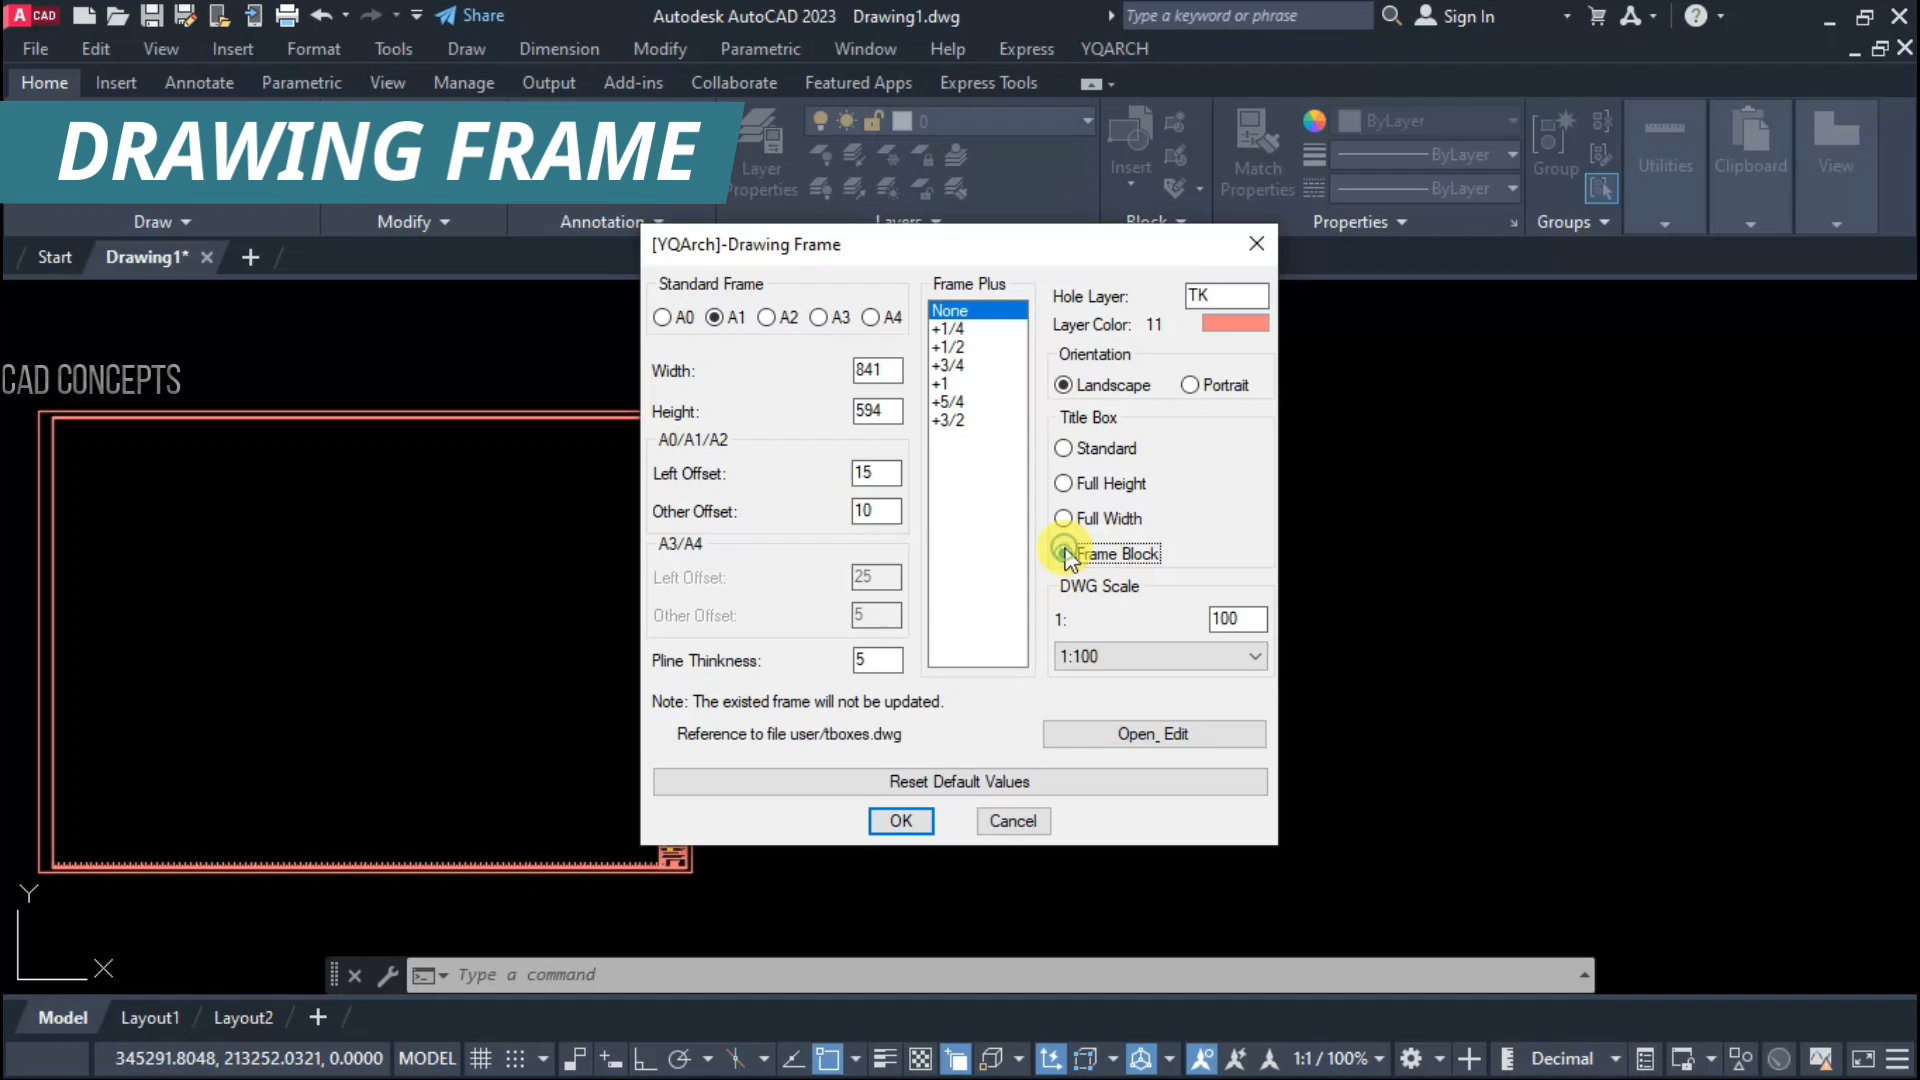 A CAD
Share
Autodesk AutoCAD 2023 Drawing1.dwg
Type a keyword or phrase
Sign In
File Edit View Insert Format Tools Draw Dimension Modify Parametric Window Help Express YQARCH
Home Insert Annotate Parametric View Manage Output Add-ins Collaborate Featured Apps Express Tools
DRAWING FRAME
Layer
Properties
0
Insert
Match
Properties
ByLayer
ByLayer
ByLayer
Group
Utilities
Clipboard
View
Draw
Modify
Annotation
Layers
Block
Properties
Groups
Start
Drawing1*
[YQArch]-Drawing Frame
Standard Frame
A0 A1 A2 A3 A4
Width: 841
Height: 594
A0/A1/A2
Left Offset: 15
Other Offset: 10
A3/A4
Left Offset: 25
Other Offset: 5
Pline Thinkness: 5
Frame Plus
None
+1/4
+1/2
+3/4
+1
+5/4
+3/2
Hole Layer: TK
Layer Color: 11
Orientation
Landscape Portrait
Title Box
Standard
Full Height
Full Width
Frame Block
DWG Scale
1: 100
1:100
Note: The existed frame will not be updated.
Reference to file user/tboxes.dwg
Open_ Edit
Reset Default Values
OK Cancel
CAD CONCEPTS
Y
X
Type a command
Model Layout1 Layout2
345291.8048, 213252.0321, 0.0000 MODEL
1:1 / 100%
Decimal